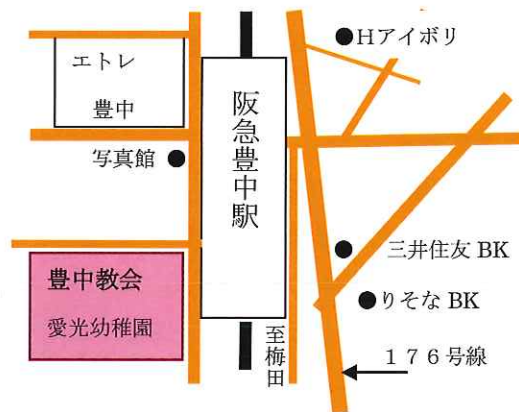 ●Hアイボリ
エトレ
豊中
阪急豊中駅
写真館 ●
● 三井住友 BK
豊中教会
愛光幼稚園
●りそな BK
至梅田
176号線